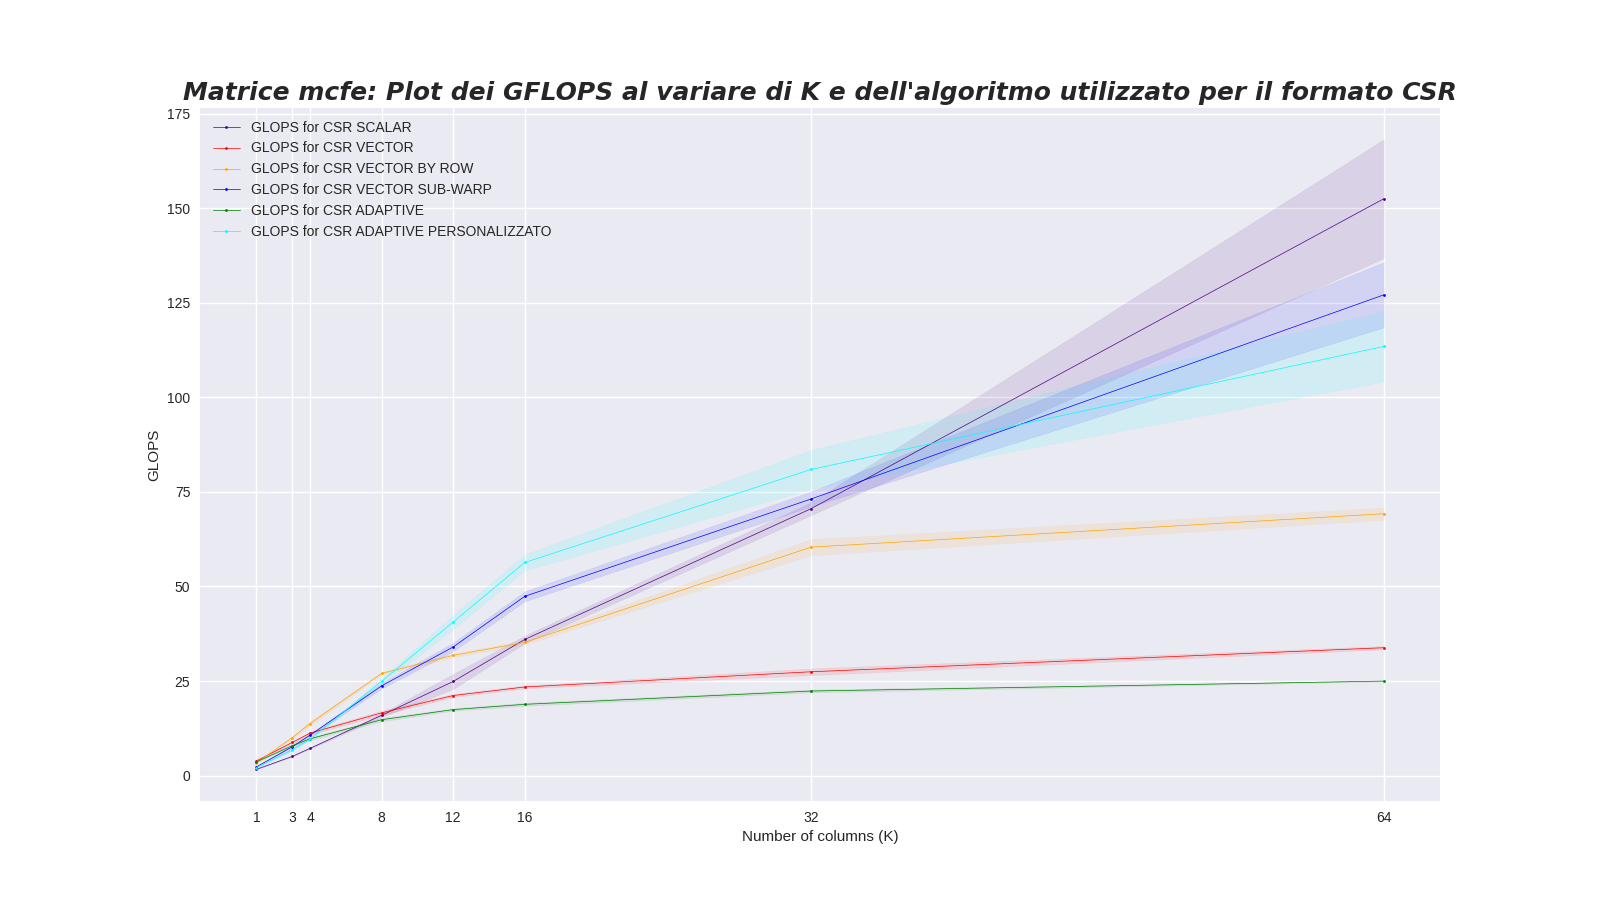 Matrice mcfe: Plot dei GFLOPS al variare di K e dell'algoritmo utilizzato per il formato CSR
175
150
125
100
75
50
25
0
GLOPS
GLOPS for CSR SCALAR
GLOPS for CSR VECTOR
GLOPS for CSR VECTOR BY ROW
GLOPS for CSR VECTOR SUB-WARP
GLOPS for CSR ADAPTIVE
GLOPS for CSR ADAPTIVE PERSONALIZZATO
1 3 4 8 12 16 32 64
Number of columns (K)